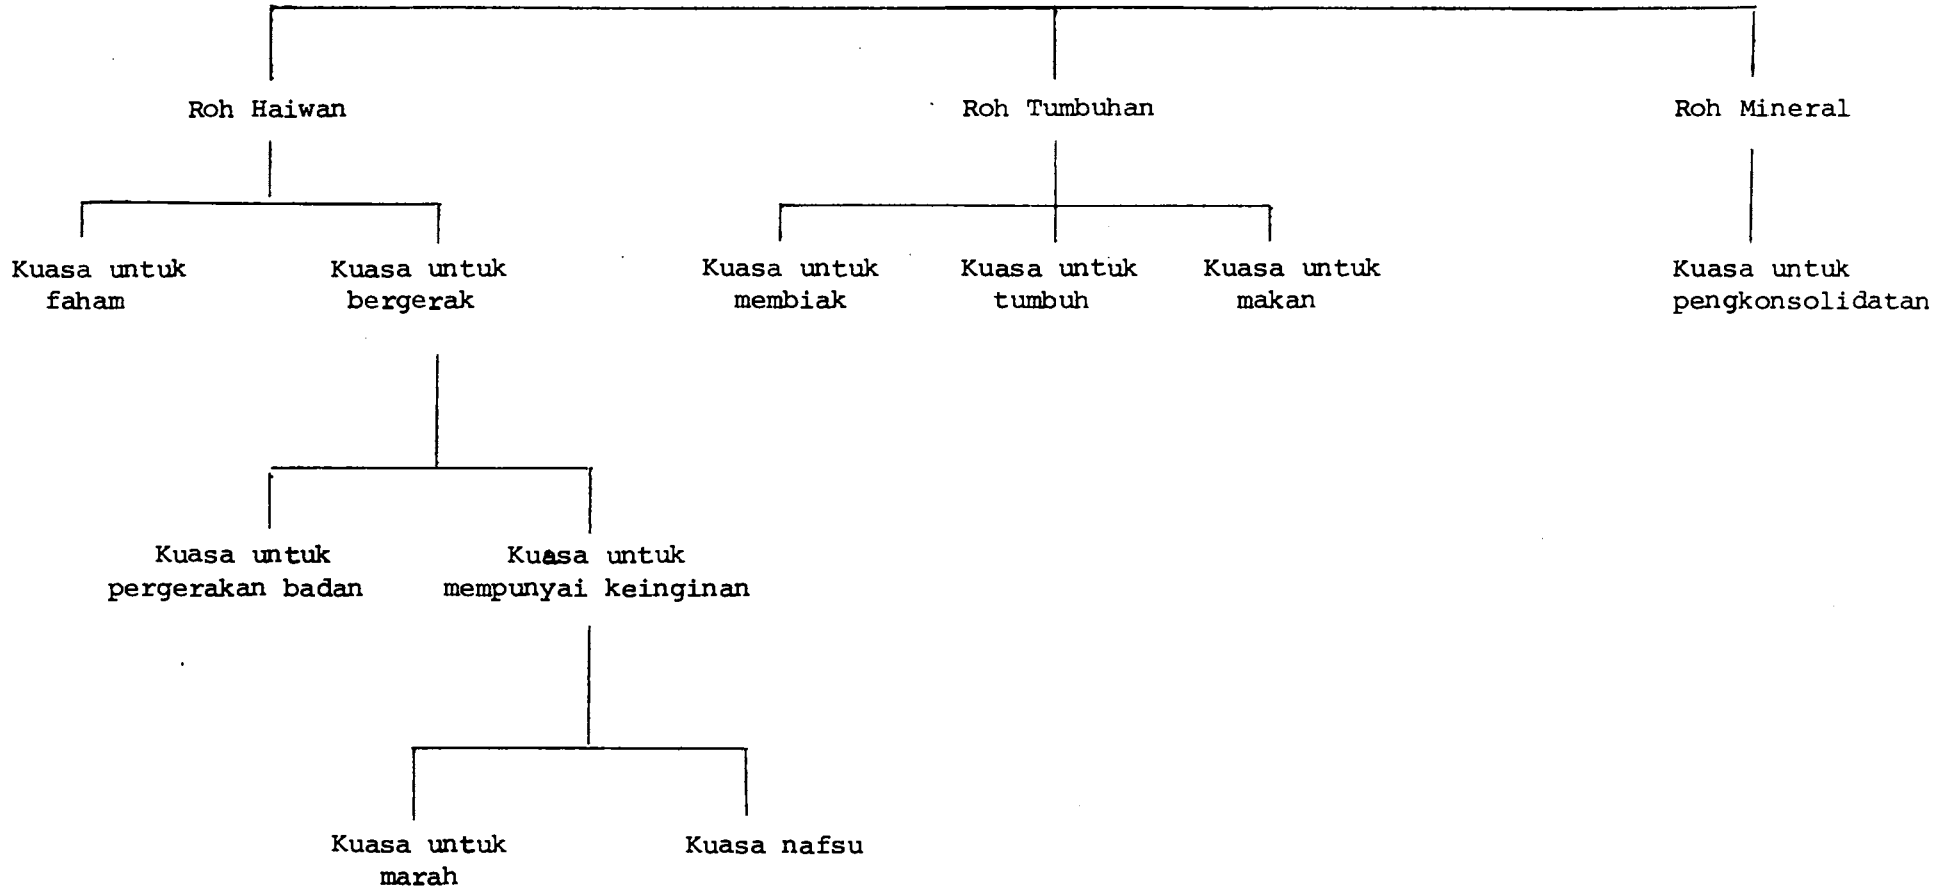 Roh Haiwan
Roh Tumbuhan
Roh Mineral
Kuasa untuk
faham
Kuasa untuk
bergerak
Kuasa untuk
membiak
Kuasa untuk
tumbuh
Kuasa untuk
makan
Kuasa untuk
pengkonsolidatan
Kuasa untuk
pergerakan badan
Kuasa untuk
mempunyai keinginan
Kuasa untuk
marah
Kuasa nafsu